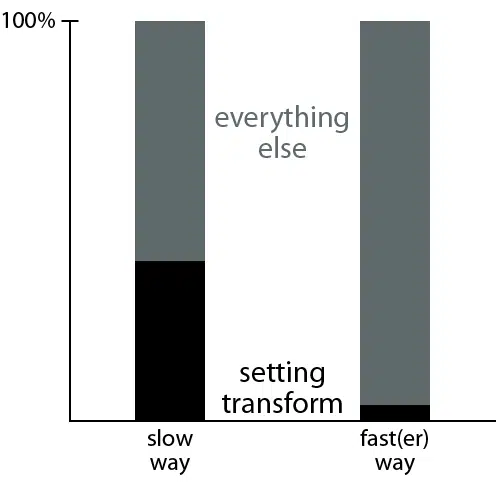 100%
everything
else
setting
transform
slow
way
fast(er)
way